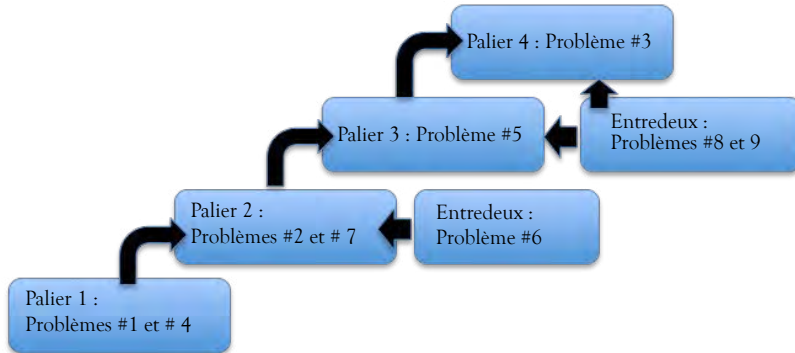 Palier 4 : Problème #3
Palier 3 : Problème #5
Entredeux :
Problèmes #8 et 9
Palier 2 :
Problèmes #2 et # 7
Entredeux :
Problème #6
Palier 1 :
Problèmes #1 et # 4